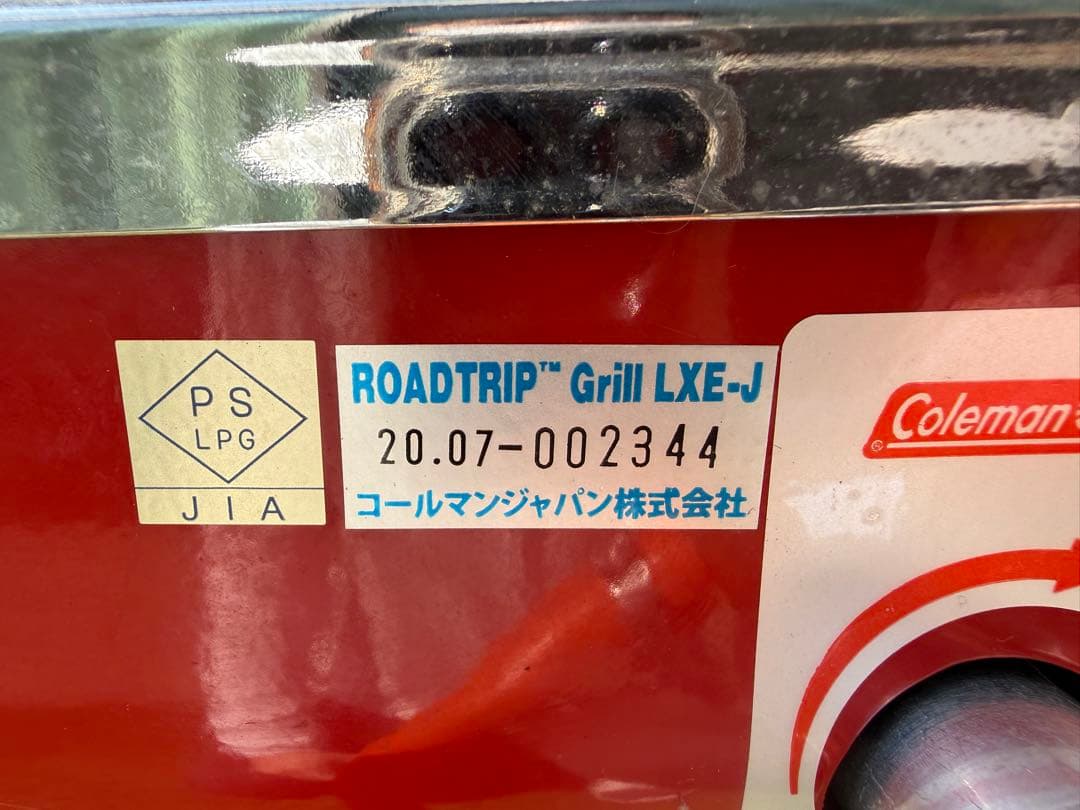 PS
LPG
JIA
ROADTRIP™ Grill LXE-J
20.07-002344
コールマンジャパン株式会社
®Coleman